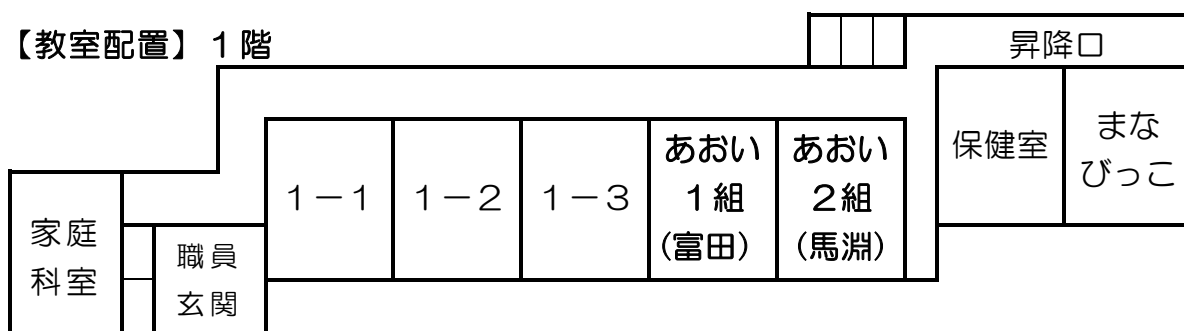 【教室配置】１階
昇降口
保健室
まな
びっこ
１－１
１－２
１－３
あおい
１組
（富田）
あおい
２組
（馬淵）
家庭
科室
職員
玄関